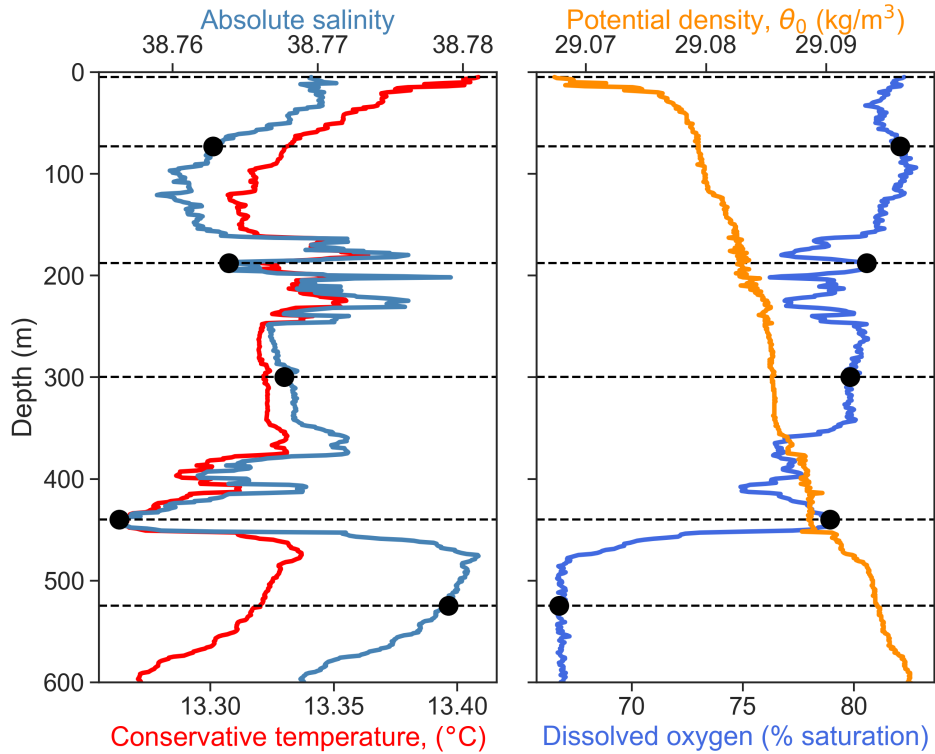 Absolute salinity
Potential density, θ₀ (kg/m³)
38.76 38.77 38.78
29.07 29.08 29.09
0
100
200
300
400
500
600
Depth (m)
13.30 13.35 13.40
70 75 80
Conservative temperature, (°C)
Dissolved oxygen (% saturation)